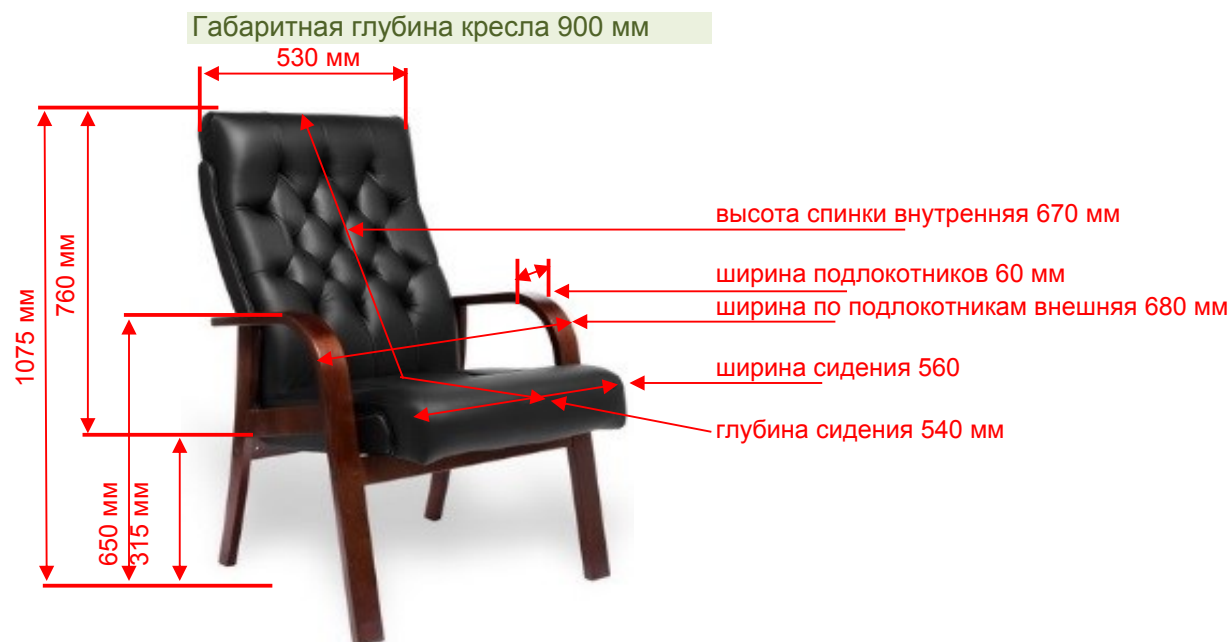 Габаритная глубина кресла 900 мм
530 мм
высота спинки внутренняя 670 мм
ширина подлокотников 60 мм
ширина по подлокотникам внешняя 680 мм
ширина сидения 560
глубина сидения 540 мм
1075 мм
760 мм
650 мм
315 мм